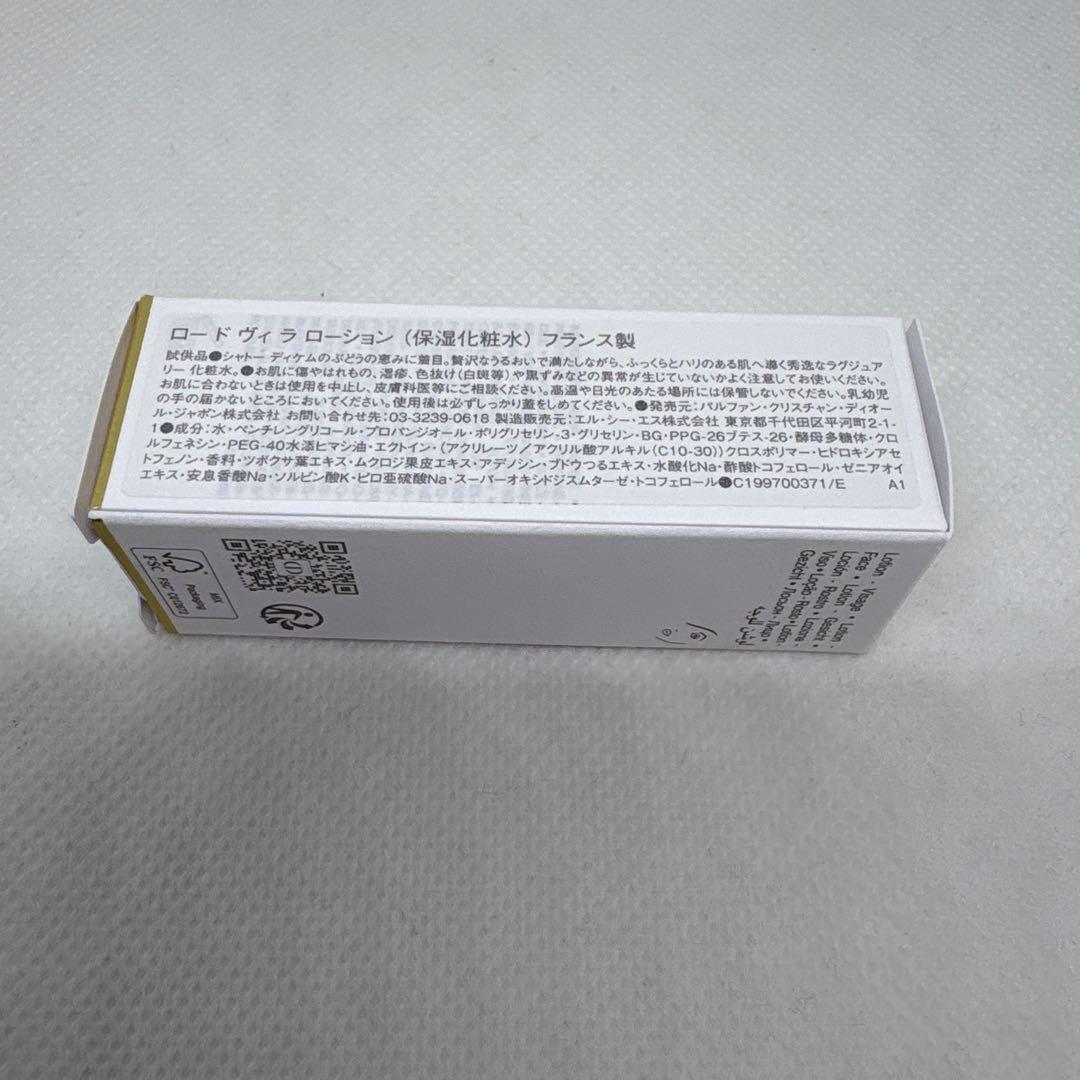 ロード ヴィ ラ ローション （保湿化粧水） フランス製
試供品●シャトー ディケムのぶどうの恵みに着目。贅沢なうるおいで満たしながら、ふっくらとハリのある肌へ導く秀逸なラグジュア
リー 化粧水。●お肌に傷やはれもの、湿疹、色抜け(白斑等)や黒ずみなどの異常が生じていないかよく注意してお使いください。
お肌に合わないときは使用を中止し、皮膚科医等にご相談ください。高温や日光のあたる場所には保管しないでください。乳幼児
の手の届かないところにおいてください。使用後は必ずしっかり蓋をしめてください。●発売元：パルファン・クリスチャン・ディオー
ル・ジャポン株式会社 お問い合わせ先：03-3239-0618 製造販売元：エル・シー・エス株式会社 東京都千代田区平河町2-1-
1●成分：水・ペンチレングリコール・プロパンジオール・ポリグリセリン-3・グリセリン・BG・PPG-26ブテス-26・酵母多糖体・クロ
ルフェネシン・PEG-40水添ヒマシ油・エクトイン・（アクリレーツ／アクリル酸アルキル(C10-30)）クロスポリマー・ヒドロキシアセ
トフェノン・香料・ツボクサ葉エキス・ムクロジ果皮エキス・アデノシン・ブドウつるエキス・水酸化Na・酢酸トコフェロール・ゼニアオイ
エキス・安息香酸Na・ソルビン酸K・ピロ亜硫酸Na・スーパーオキシドジスムターゼ・トコフェロール●C199700371/E A1
Lotion - Visage • Lotion -
Face • Lotion - Gesicht •
Loción - Rostro • Lozione -
Viso • Loção - Rosto • Lotion -
Gezicht • Лосьон - Лицо •
FSC
MIX
Packaging